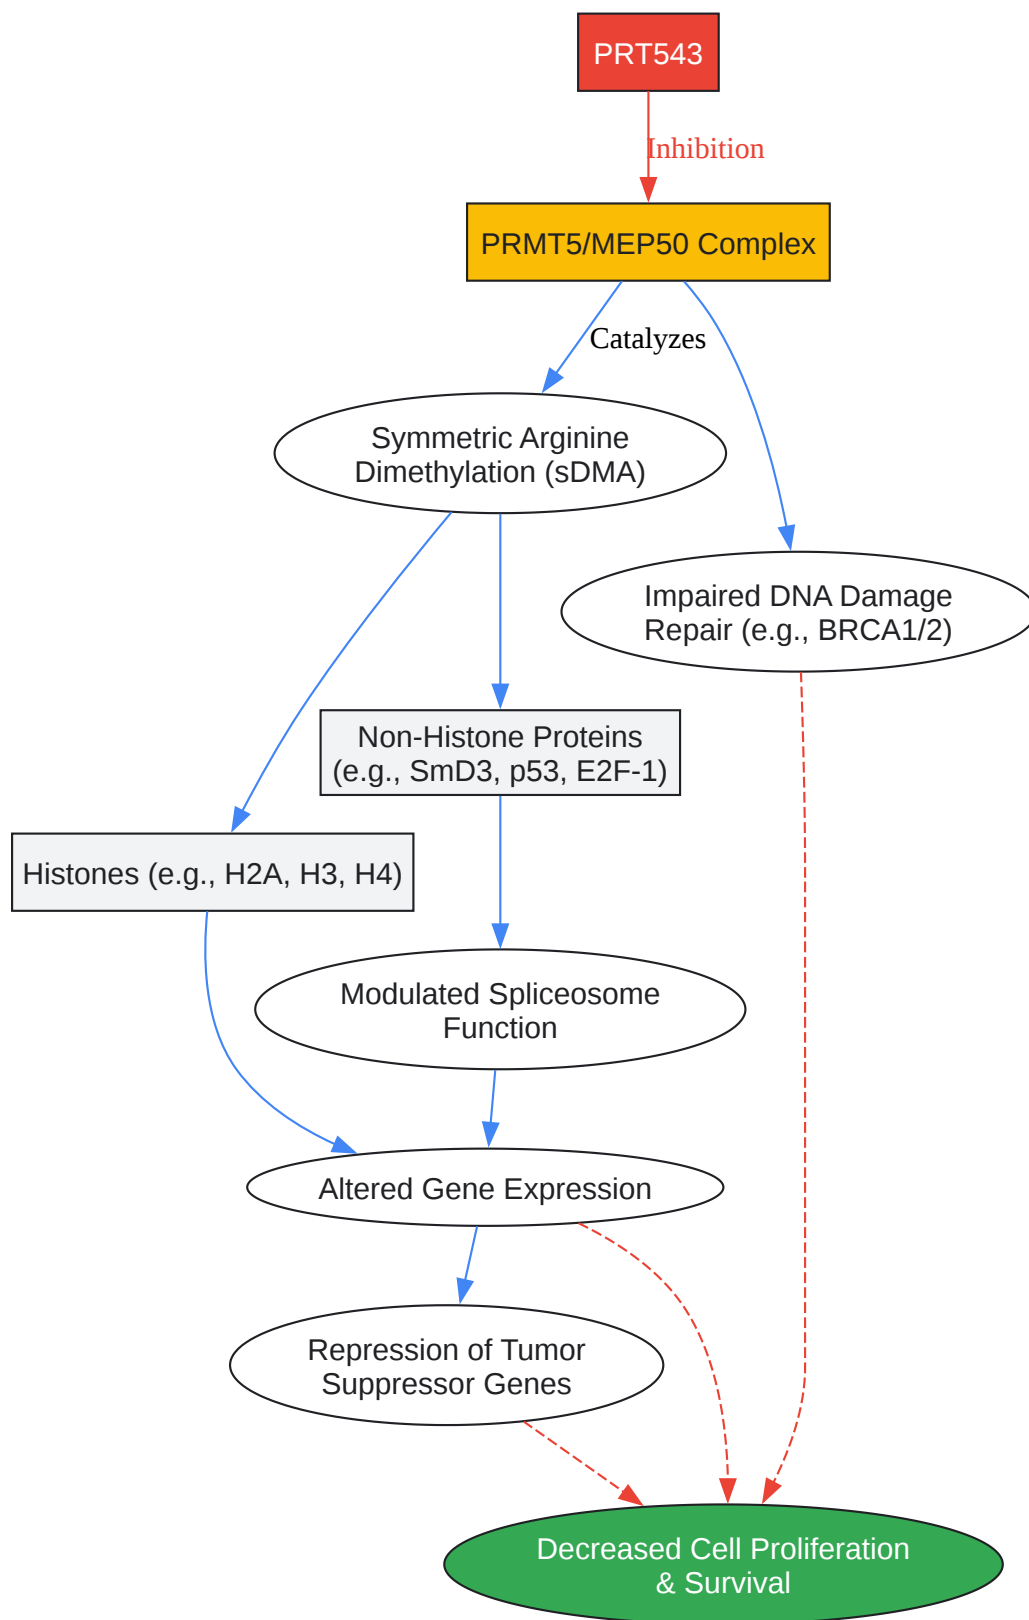 PRT543
Inhibition
PRMT5/MEP50 Complex
Catalyzes
Symmetric Arginine
Dimethylation (sDMA)
Impaired DNA Damage
Repair (e.g., BRCA1/2)
Non-Histone Proteins
(e.g., SmD3, p53, E2F-1)
Histones (e.g., H2A, H3, H4)
Modulated Spliceosome
Function
Altered Gene Expression
Repression of Tumor
Suppressor Genes
Decreased Cell Proliferation
& Survival